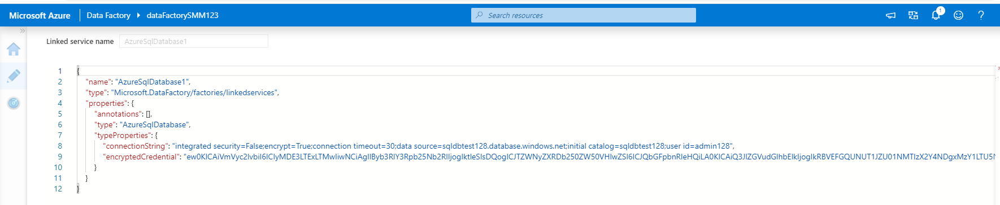 Microsoft Azure Data Factory dataFactorySMM123 Search resources 1
Linked service name AzureSqlDatabase1
1 {
2 "name": "AzureSqlDatabase1",
3 "type": "Microsoft.DataFactory/factories/linkedservices",
4 "properties": {
5 "annotations": [],
6 "type": "AzureSqlDatabase",
7 "typeProperties": {
8 "connectionString": "integrated security=False;encrypt=True;connection timeout=30;data source=sqldbtest128.database.windows.net;initial catalog=sqldbtest128;user id=admin128",
9 "encryptedCredential":
10 }
11 }
12 }